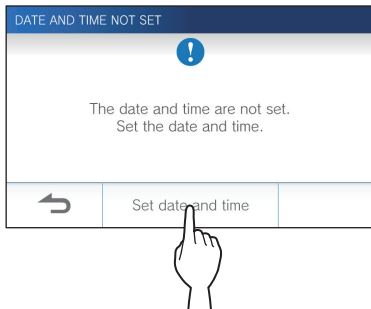 DATE AND TIME NOT SET
The date and time are not set.
Set the date and time.
Set date and time